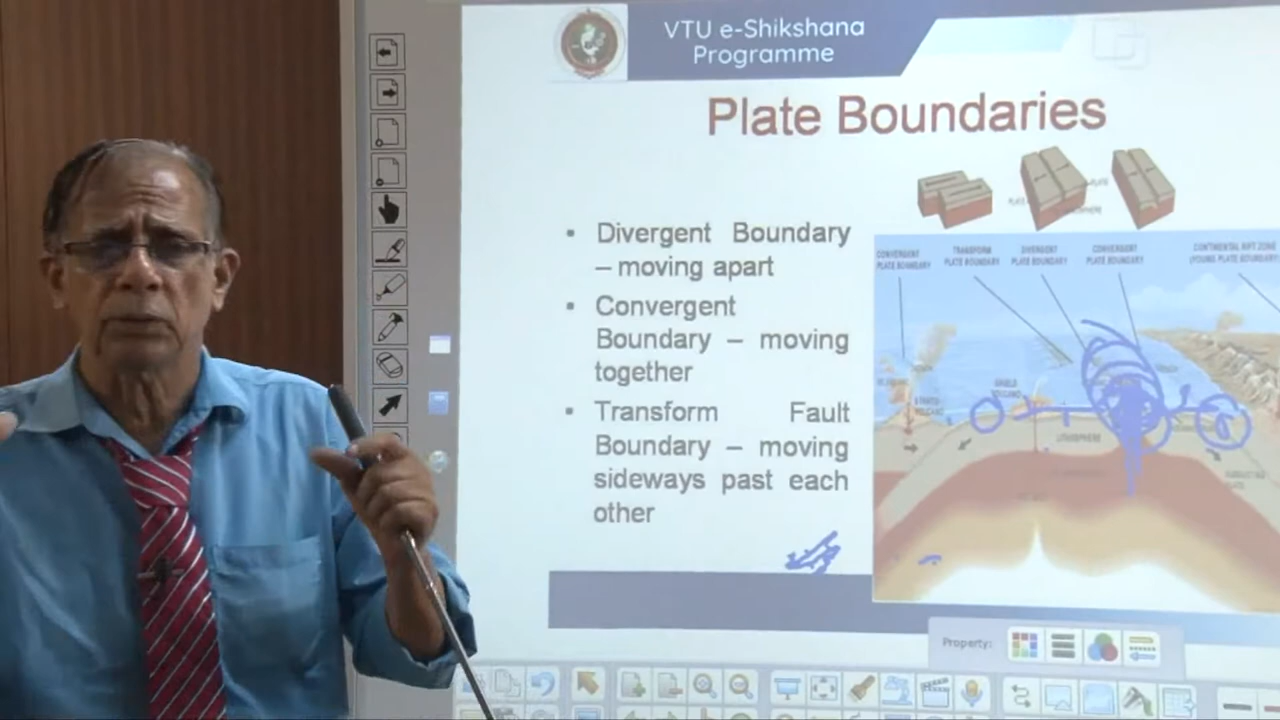 VTU e-Shikshana
Programme
Plate Boundaries
▪ Divergent Boundary
– moving apart
▪ Convergent
Boundary – moving
together
▪ Transform Fault
Boundary – moving
sideways past each
other
CONVERGENT
PLATE BOUNDARY
TRANSFORM
PLATE BOUNDARY
DIVERGENT
PLATE BOUNDARY
CONVERGENT
PLATE BOUNDARY
CONTINENTAL RIFT ZONE
(YOUNG PLATE BOUNDARY)
SHIELD
VOLCANO
LITHOSPHERE
Property: